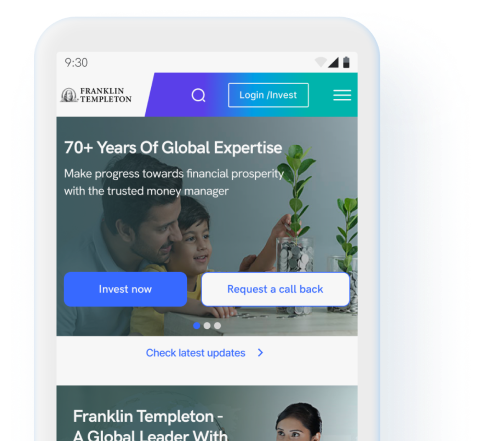 9:30
FRANKLIN
TEMPLETON
Login /Invest
70+ Years Of Global Expertise
Make progress towards financial prosperity
with the trusted money manager
Invest now
Request a call back
Check latest updates
Franklin Templeton -
A Global Leader With